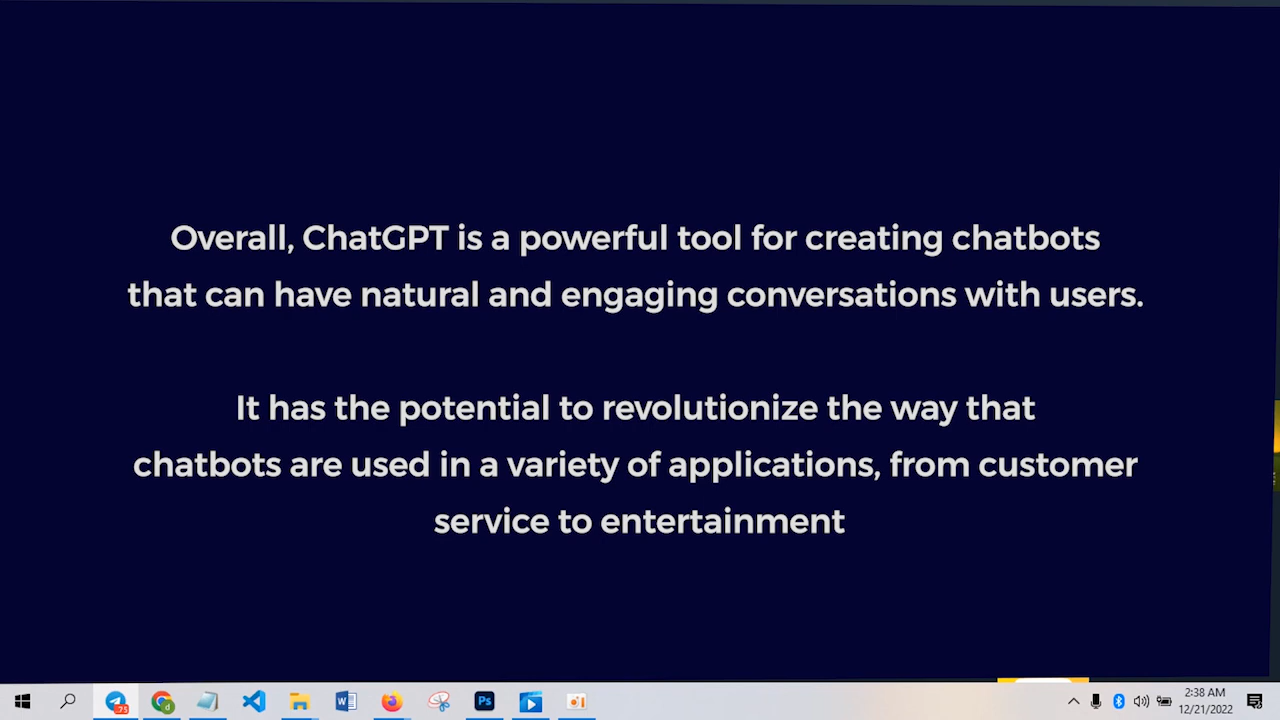 Overall, ChatGPT is a powerful tool for creating chatbots
that can have natural and engaging conversations with users.
It has the potential to revolutionize the way that
chatbots are used in a variety of applications, from customer
service to entertainment
75
d
W
Ps
2:38 AM
12/21/2022